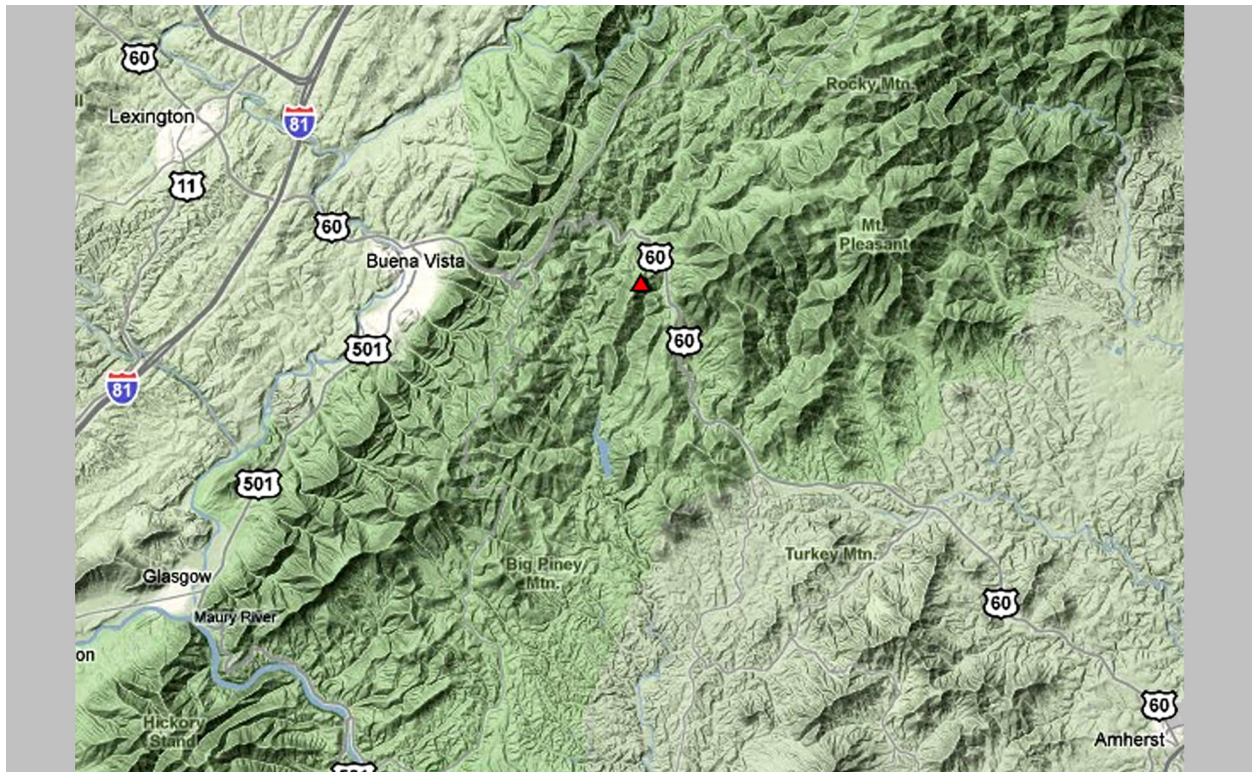 60
Lexington
81
11
Rocky Mtn.
60
Buena Vista
Mt.
Pleasant
60
60
501
81
501
Turkey Mtn.
Big Piney
Mtn.
Glasgow
60
Maury River
on
60
Hickory
Stand
Amherst
501